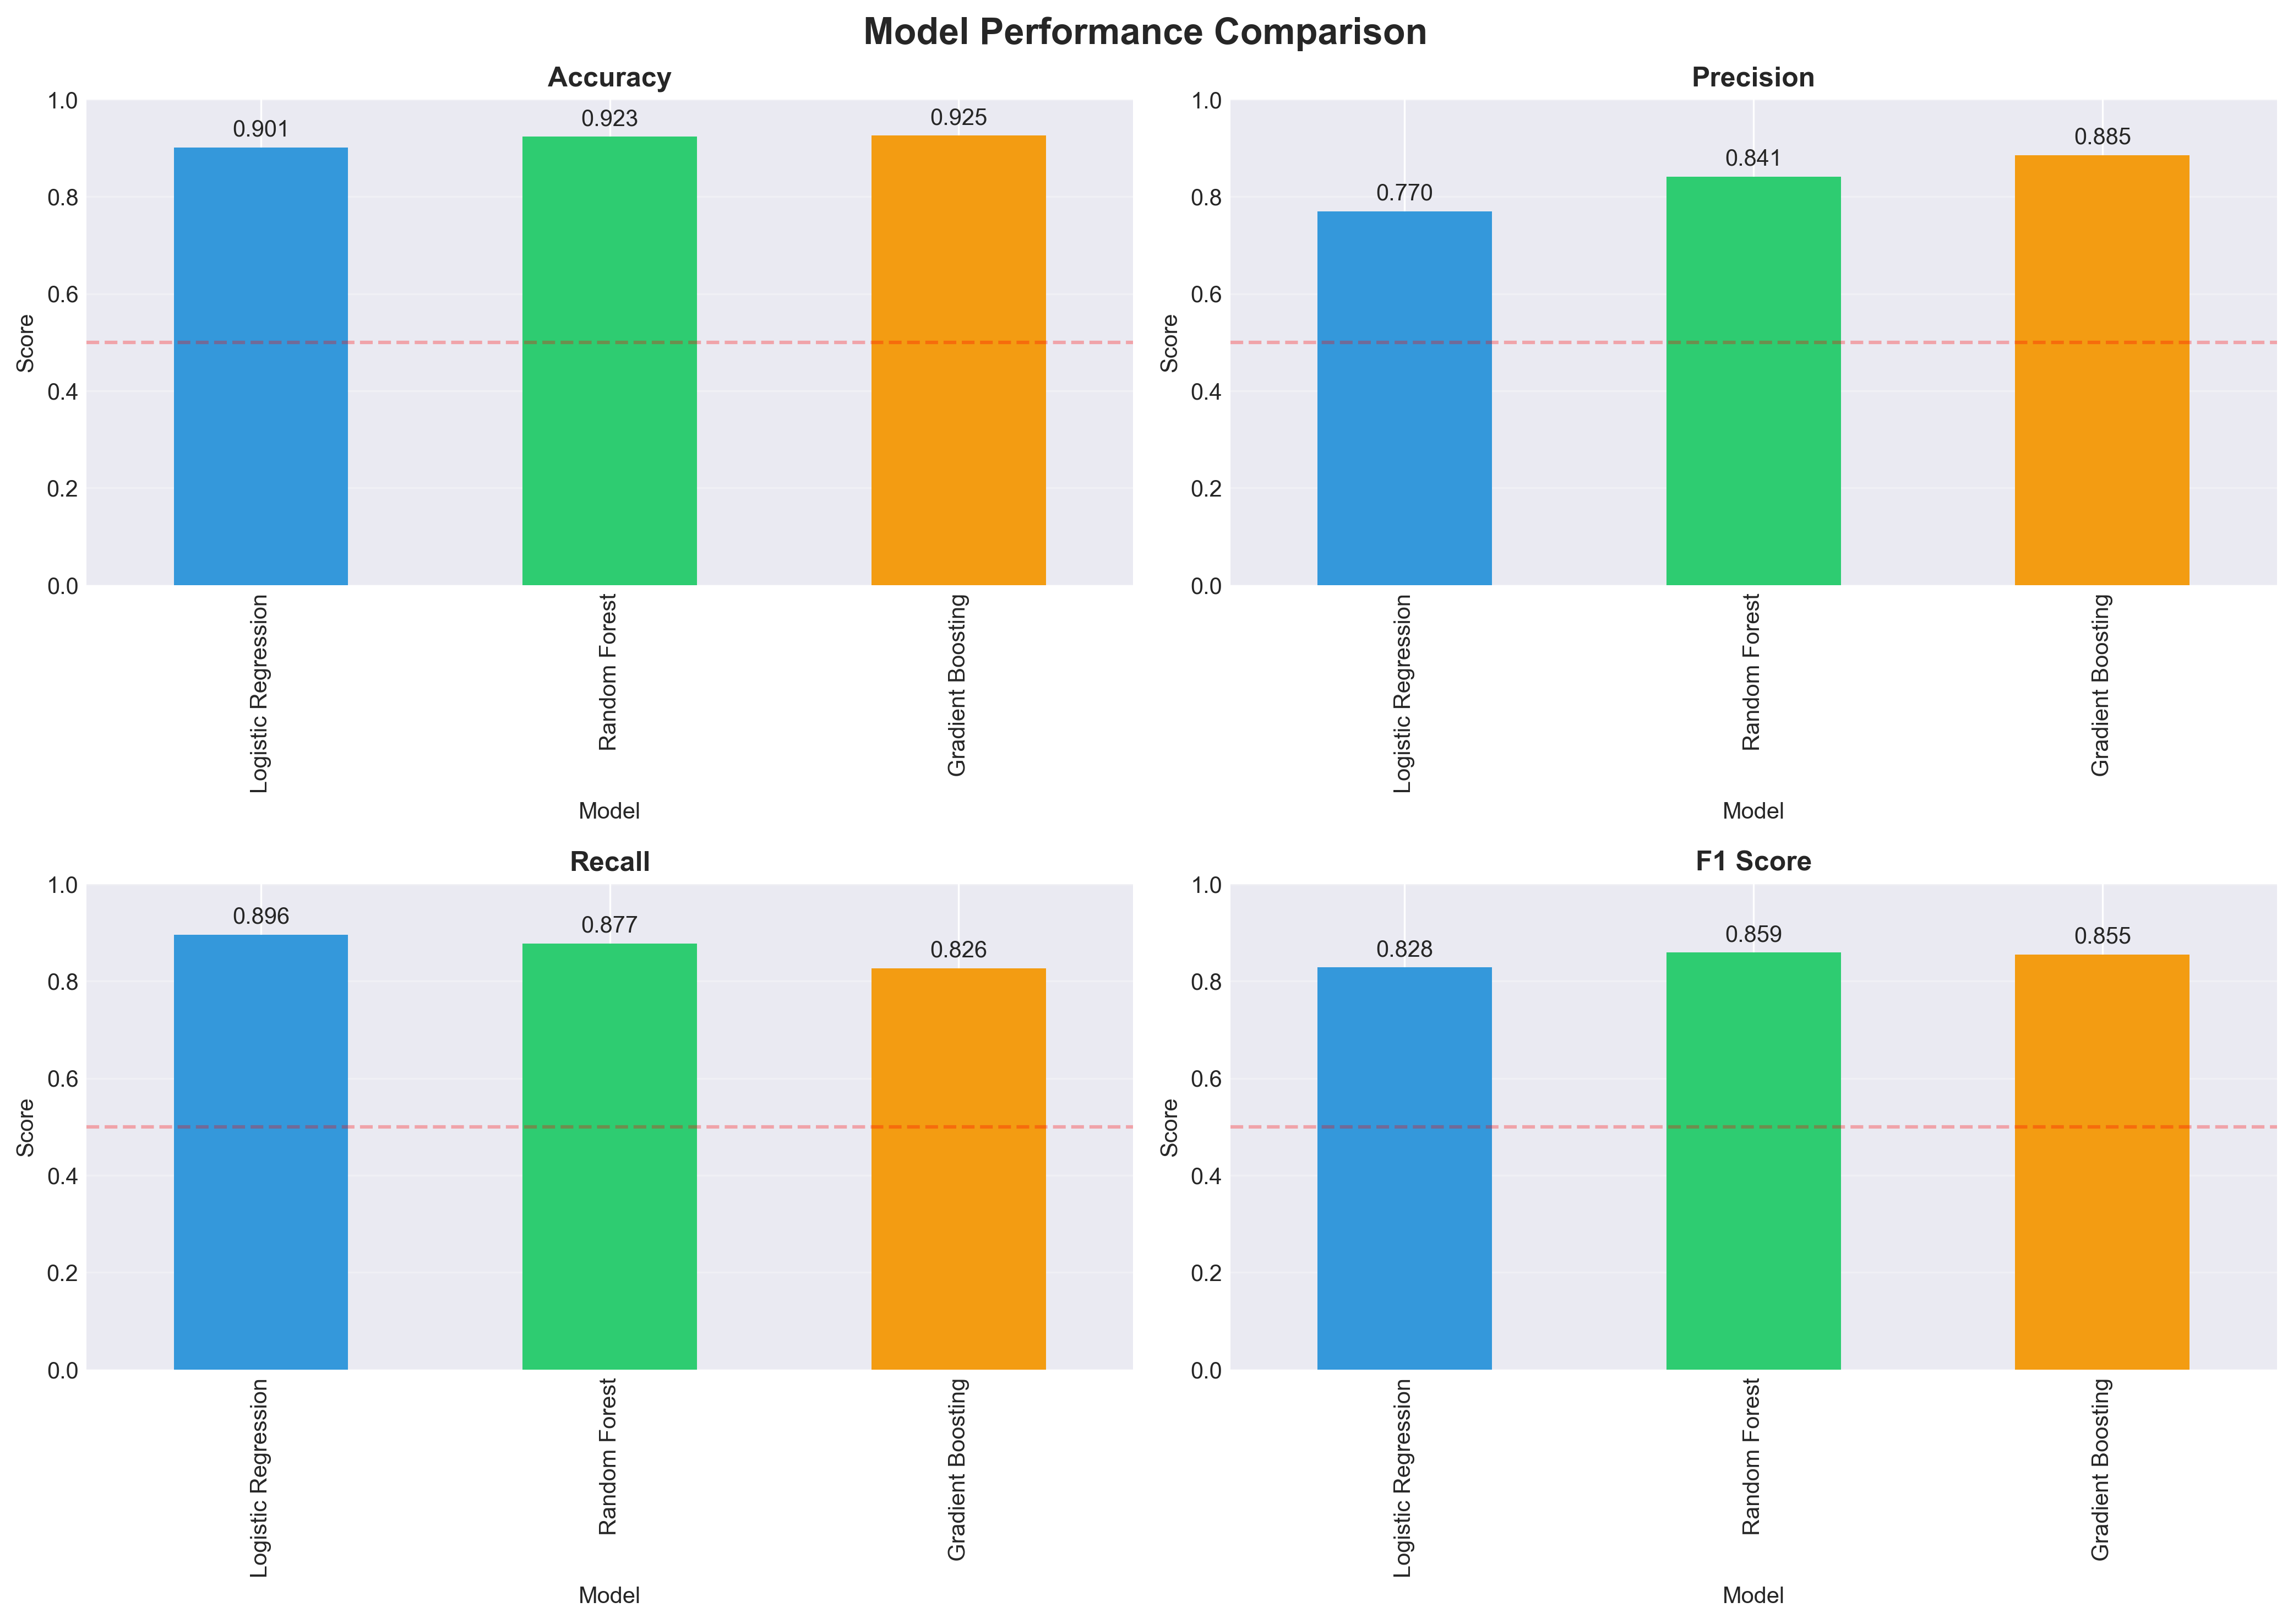 Model Performance Comparison
Accuracy
1.0
0.8
0.6
0.4
0.2
0.0
Score
0.901
0.923
0.925
Logistic Regression
Random Forest
Gradient Boosting
Model
Precision
1.0
0.8
0.6
0.4
0.2
0.0
Score
0.770
0.841
0.885
Logistic Regression
Random Forest
Gradient Boosting
Model
Recall
1.0
0.8
0.6
0.4
0.2
0.0
Score
0.896
0.877
0.826
Logistic Regression
Random Forest
Gradient Boosting
Model
F1 Score
1.0
0.8
0.6
0.4
0.2
0.0
Score
0.828
0.859
0.855
Logistic Regression
Random Forest
Gradient Boosting
Model